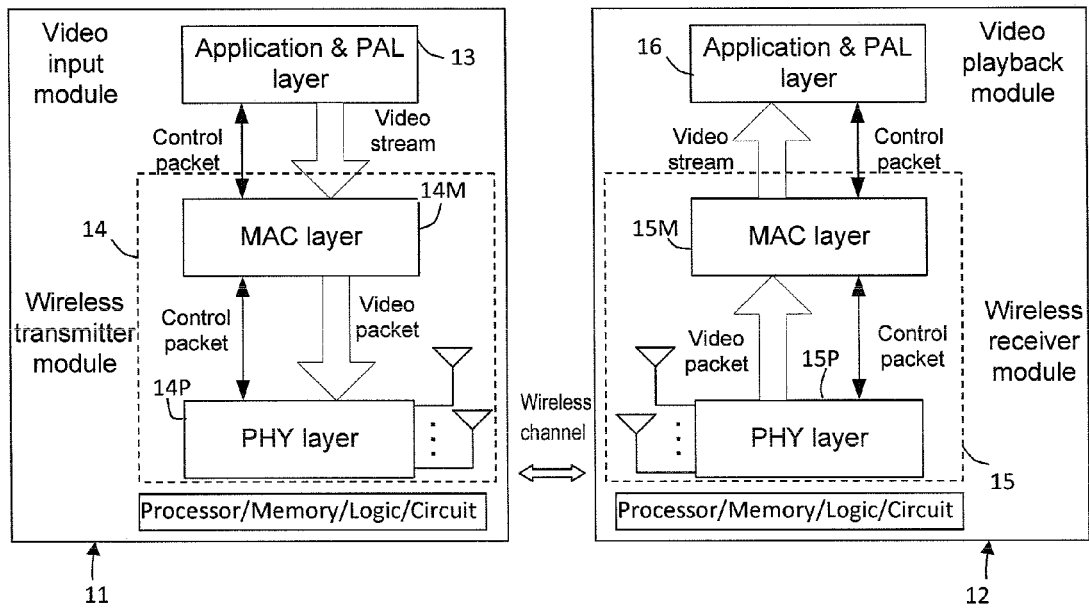 Video
input
module
Application & PAL
layer
13
Control
packet
Video
stream
14
14M
MAC layer
Wireless
transmitter
module
Control
packet
Video
packet
14P
PHY layer
Processor/Memory/Logic/Circuit
11
Wireless
channel
16
Application & PAL
layer
Video
playback
module
Video
stream
Control
packet
15M
MAC layer
Wireless
receiver
module
Video
packet
Control
packet
15P
PHY layer
15
Processor/Memory/Logic/Circuit
12